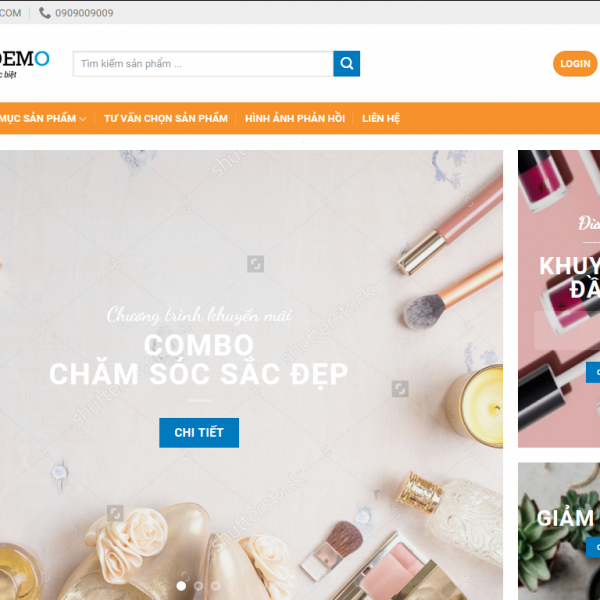 .COM
0909009009
DEMO
c biệt
Tìm kiếm sản phẩm ...
LOGIN
MỤC SẢN PHẨM
TƯ VẤN CHỌN SẢN PHẨM
HÌNH ẢNH PHẢN HỒI
LIÊN HỆ
Chương trình khuyến mãi
COMBO
CHĂM SÓC SẮC ĐẸP
CHI TIẾT
KHUY
ĐẦ
GIẢM
shutterstock